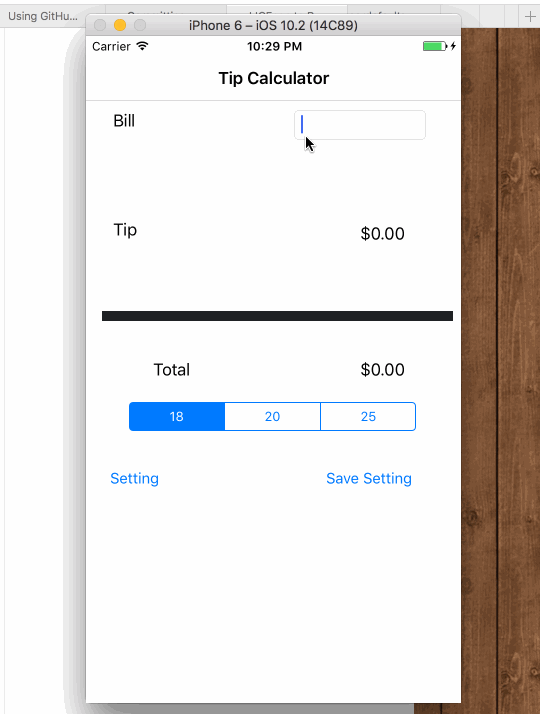 Using GitHu...
iPhone 6 – iOS 10.2 (14C89)
Carrier 10:29 PM
Tip Calculator
Bill
Tip $0.00
Total $0.00
18 20 25
Setting Save Setting